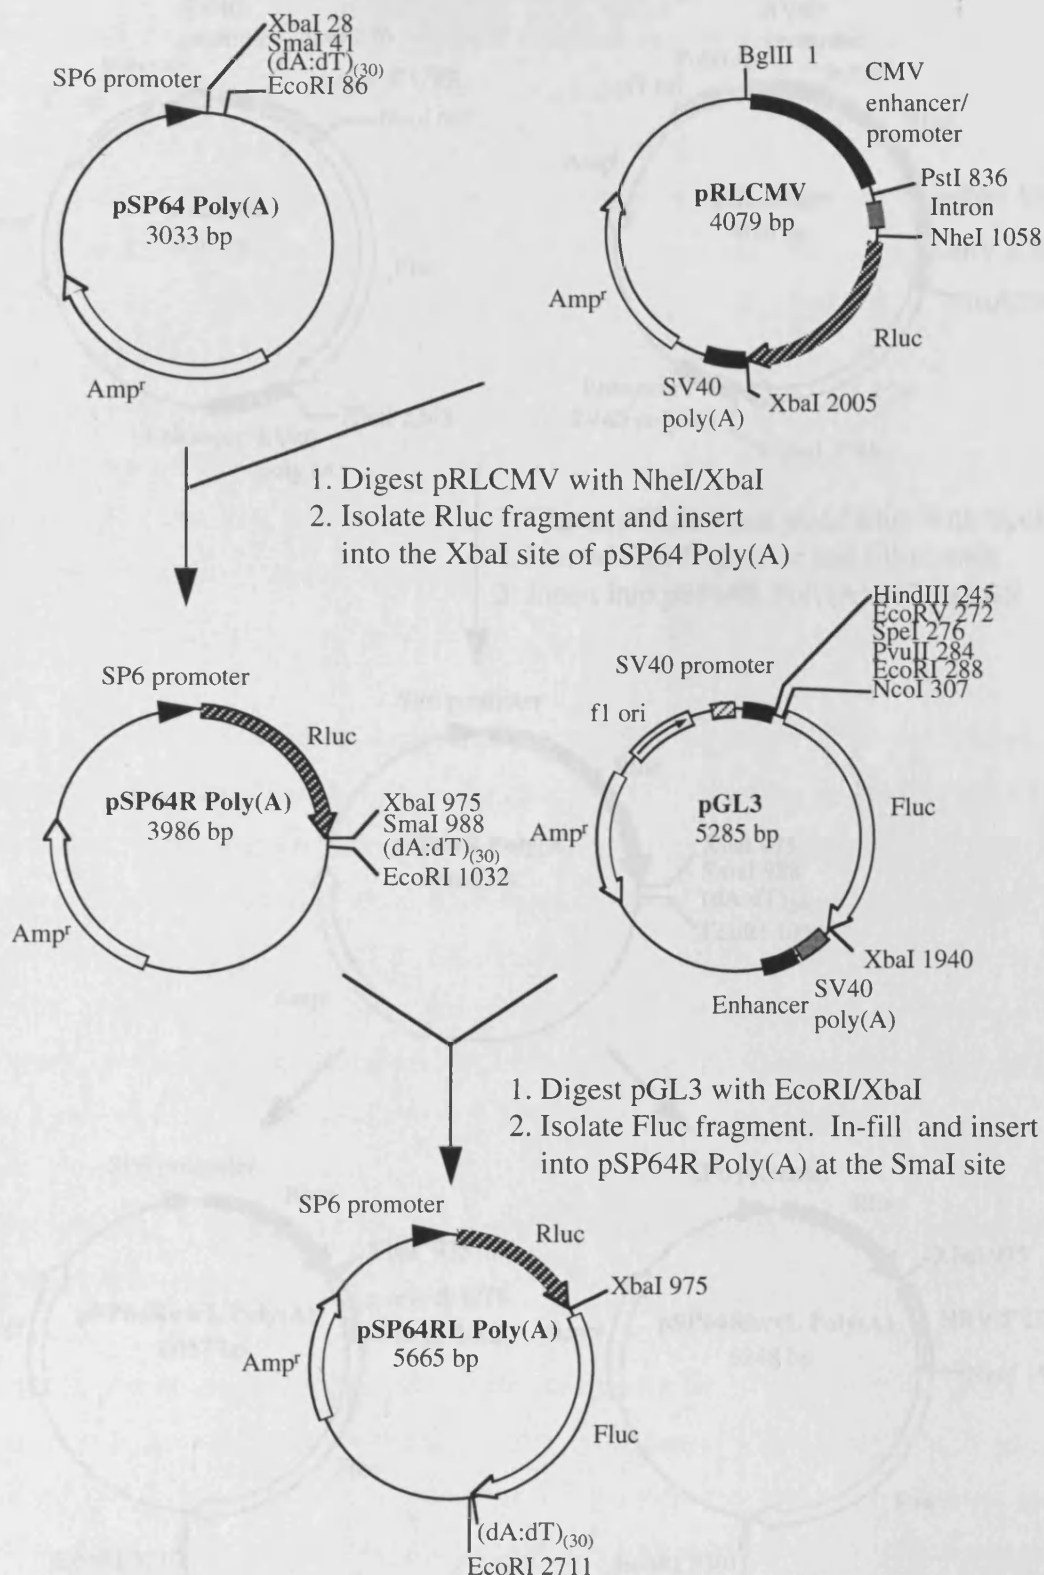 XbaI 28
SmaI 41
(dA:dT)(30)
EcoRI 86
SP6 promoter
pSP64 Poly(A)
3033 bp
Ampr
BglII 1
CMV
enhancer/
promoter
PstI 836
Intron
NheI 1058
pRLCMV
4079 bp
Ampr
Rluc
SV40
poly(A)
XbaI 2005
1. Digest pRLCMV with NheI/XbaI
2. Isolate Rluc fragment and insert
into the XbaI site of pSP64 Poly(A)
SP6 promoter
Rluc
pSP64R Poly(A)
3986 bp
XbaI 975
SmaI 988
(dA:dT)(30)
EcoRI 1032
Ampr
HindIII 245
EcoRV 272
SpeI 276
PvuII 284
EcoRI 288
NcoI 307
SV40 promoter
f1 ori
pGL3
5285 bp
Fluc
Ampr
XbaI 1940
Enhancer
SV40
poly(A)
1. Digest pGL3 with EcoRI/XbaI
2. Isolate Fluc fragment. In-fill and insert
into pSP64R Poly(A) at the SmaI site
SP6 promoter
Rluc
XbaI 975
pSP64RL Poly(A)
5665 bp
Ampr
Fluc
(dA:dT)(30)
EcoRI 2711